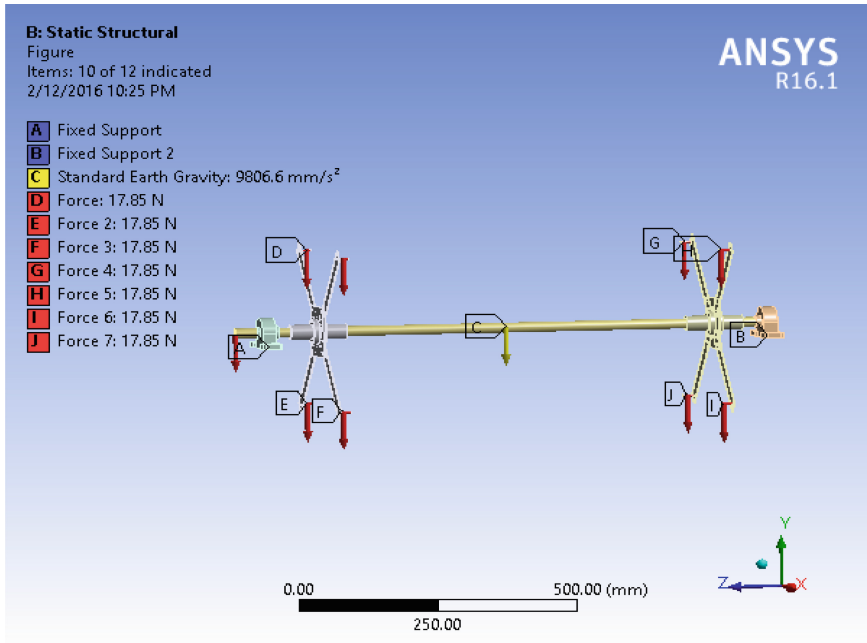 B: Static Structural
Figure
Items: 10 of 12 indicated
2/12/2016 10:25 PM
ANSYS
R16.1
A Fixed Support
B Fixed Support 2
C Standard Earth Gravity: 9806.6 mm/s²
D Force: 17.85 N
E Force 2: 17.85 N
F Force 3: 17.85 N
G Force 4: 17.85 N
H Force 5: 17.85 N
I Force 6: 17.85 N
J Force 7: 17.85 N
D
G
H
C
A
B
E
F
J
I
Y
Z
X
0.00
500.00 (mm)
250.00